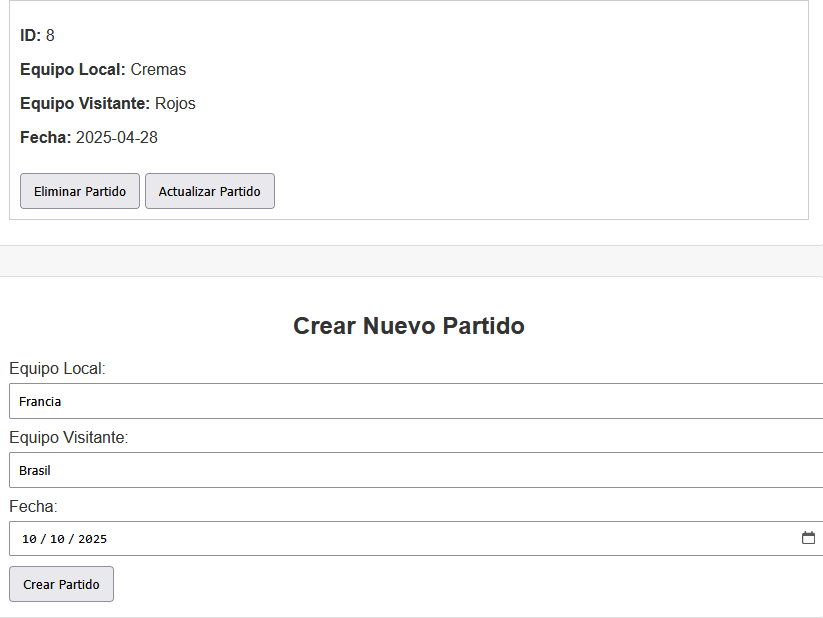 ID: 8
Equipo Local: Cremas
Equipo Visitante: Rojos
Fecha: 2025-04-28
Eliminar Partido Actualizar Partido
Crear Nuevo Partido
Equipo Local:
Francia
Equipo Visitante:
Brasil
Fecha:
10 / 10 / 2025
Crear Partido